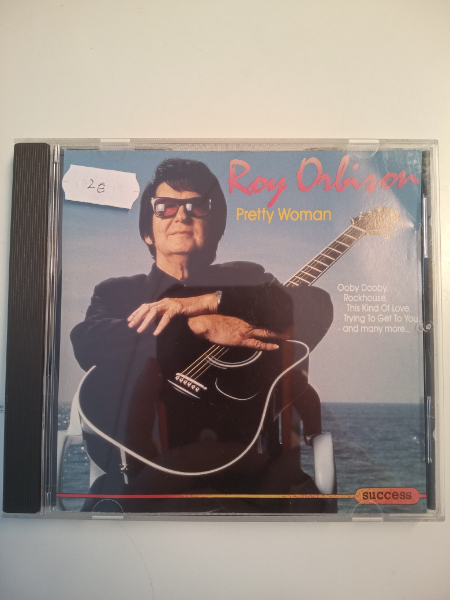 2€
Roy Orbison
Pretty Woman
Ooby Dooby,
Rockhouse,
This Kind Of Love,
Trying To Get To You
- and many more...
success